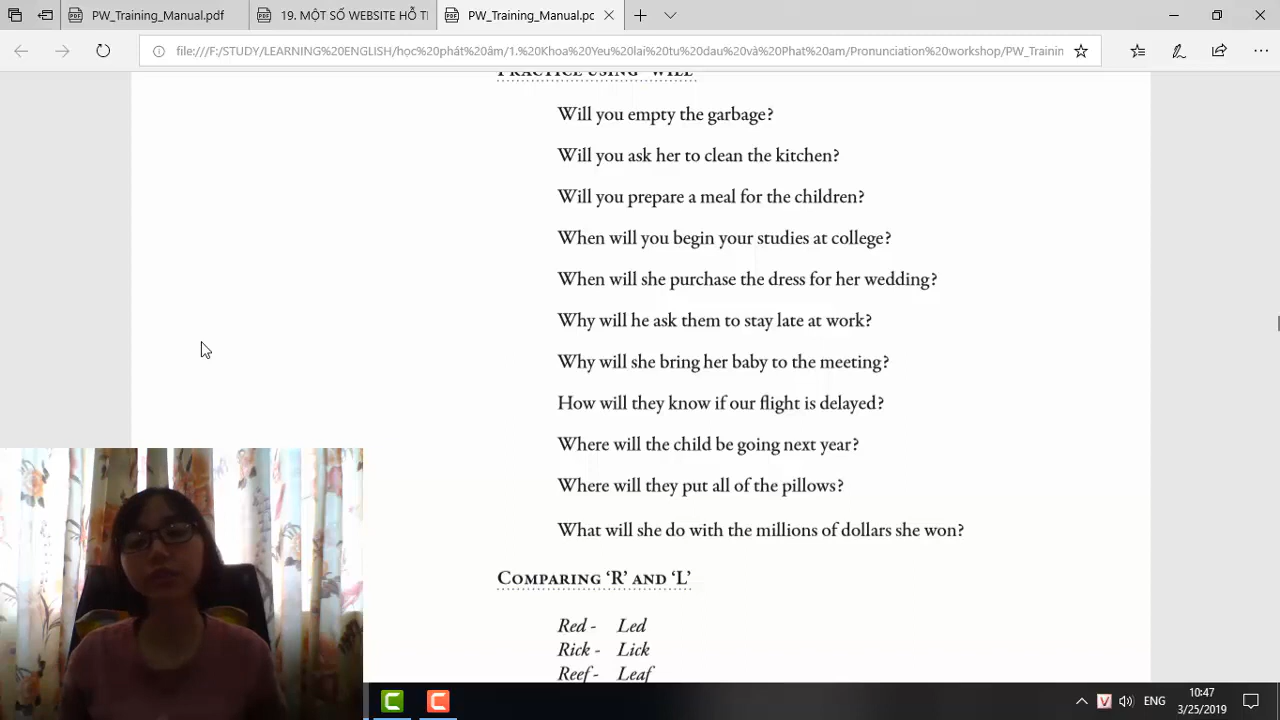 PW_Training_Manual.pdf
19. MỘT SỐ WEBSITE HỖ T
PW_Training_Manual.pc
file:///F:/STUDY/LEARNING%20ENGLISH/học%20phát%20âm/1.%20Khoa%20Yeu%20lai%20tu%20dau%20và%20Phat%20am/Pronunciation%20workshop/PW_Trainin
PRACTICE USING 'WILL'
Will you empty the garbage?
Will you ask her to clean the kitchen?
Will you prepare a meal for the children?
When will you begin your studies at college?
When will she purchase the dress for her wedding?
Why will he ask them to stay late at work?
Why will she bring her baby to the meeting?
How will they know if our flight is delayed?
Where will the child be going next year?
Where will they put all of the pillows?
What will she do with the millions of dollars she won?
COMPARING 'R' AND 'L'
Red - Led
Rick - Lick
Reef - Leaf
V ENG
10:47
3/25/2019